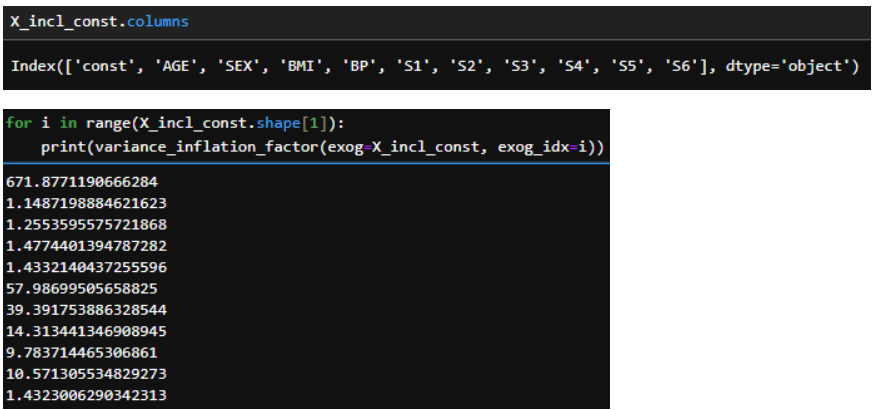 X_incl_const.columns
Index(['const', 'AGE', 'SEX', 'BMI', 'BP', 'S1', 'S2', 'S3', 'S4', 'S5', 'S6'], dtype='object')
for i in range(X_incl_const.shape[1]):
    print(variance_inflation_factor(exog=X_incl_const, exog_idx=i))
671.8771190666284
1.1487198884621623
1.2553595575721868
1.4774401394787282
1.4332140437255596
57.98699505658825
39.391753886328544
14.313441346908945
9.783714465306861
10.571305534829273
1.4323006290342313